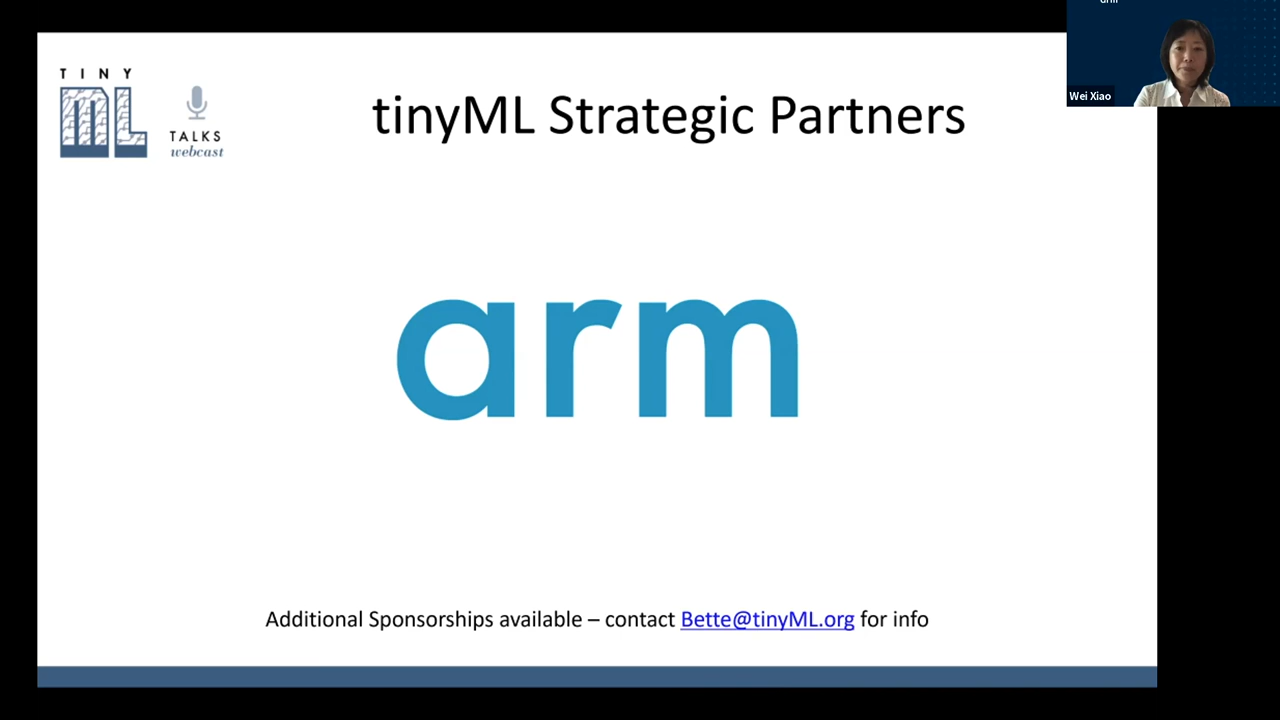 TINY
ML
TALKS
webcast
tinyML Strategic Partners
arm
Wei Xiao
arm
Additional Sponsorships available – contact Bette@tinyML.org for info